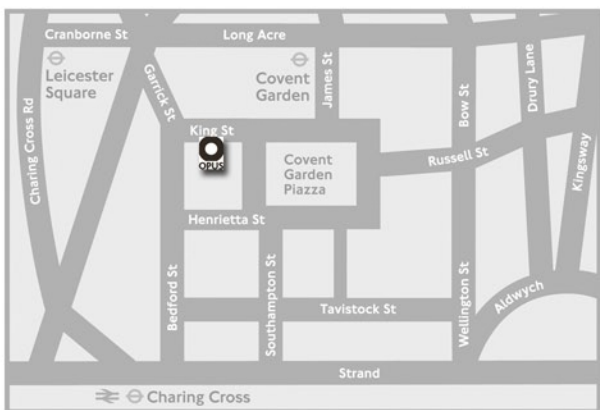 Cranborne St
Long Acre
Leicester
Square
Covent
Garden
Garrick St
James St
Bow St
Drury Lane
Charing Cross Rd
King St
OPUS
Covent
Garden
Piazza
Russell St
Kingsway
Henrietta St
Bedford St
Southampton St
Tavistock St
Wellington St
Aldwych
Strand
Charing Cross